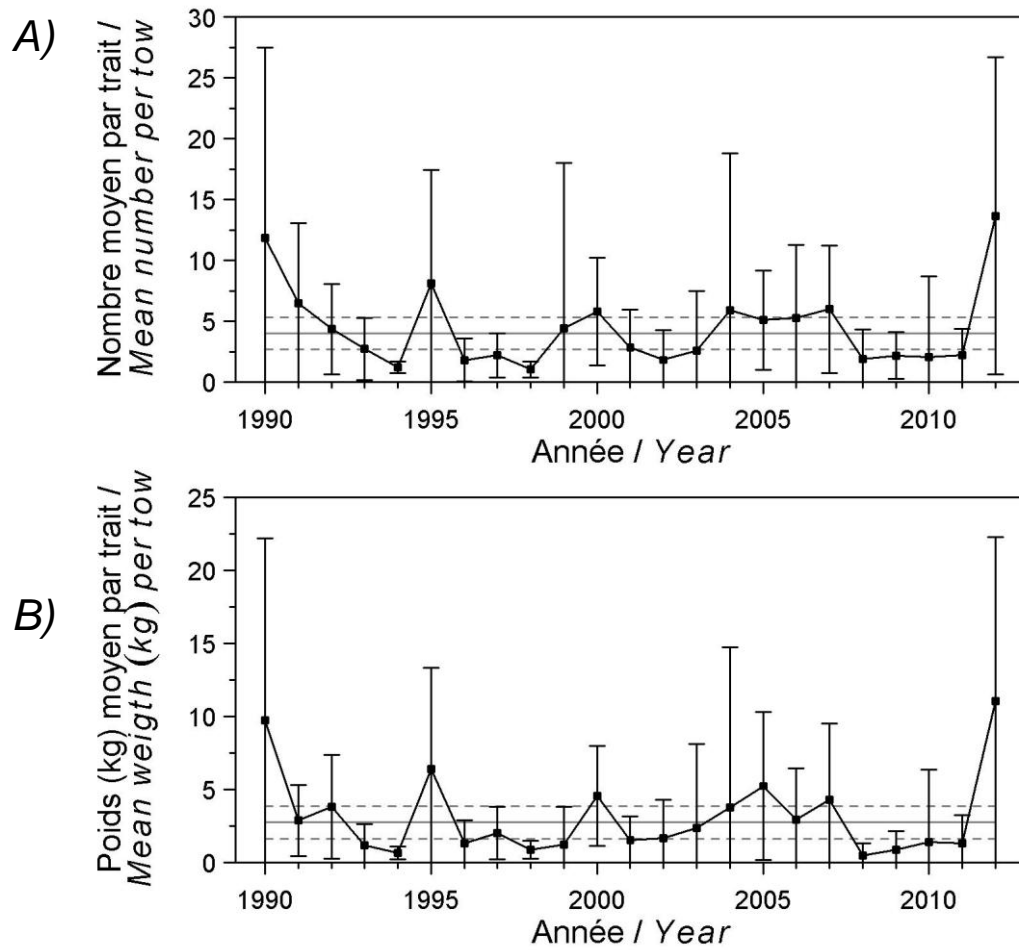 A)
Nombre moyen par trait /
Mean number per tow
30
25
20
15
10
5
0
1990
1995
2000
2005
2010
Année / Year
B)
Poids (kg) moyen par trait /
Mean weigth (kg) per tow
25
20
15
10
5
0
1990
1995
2000
2005
2010
Année / Year